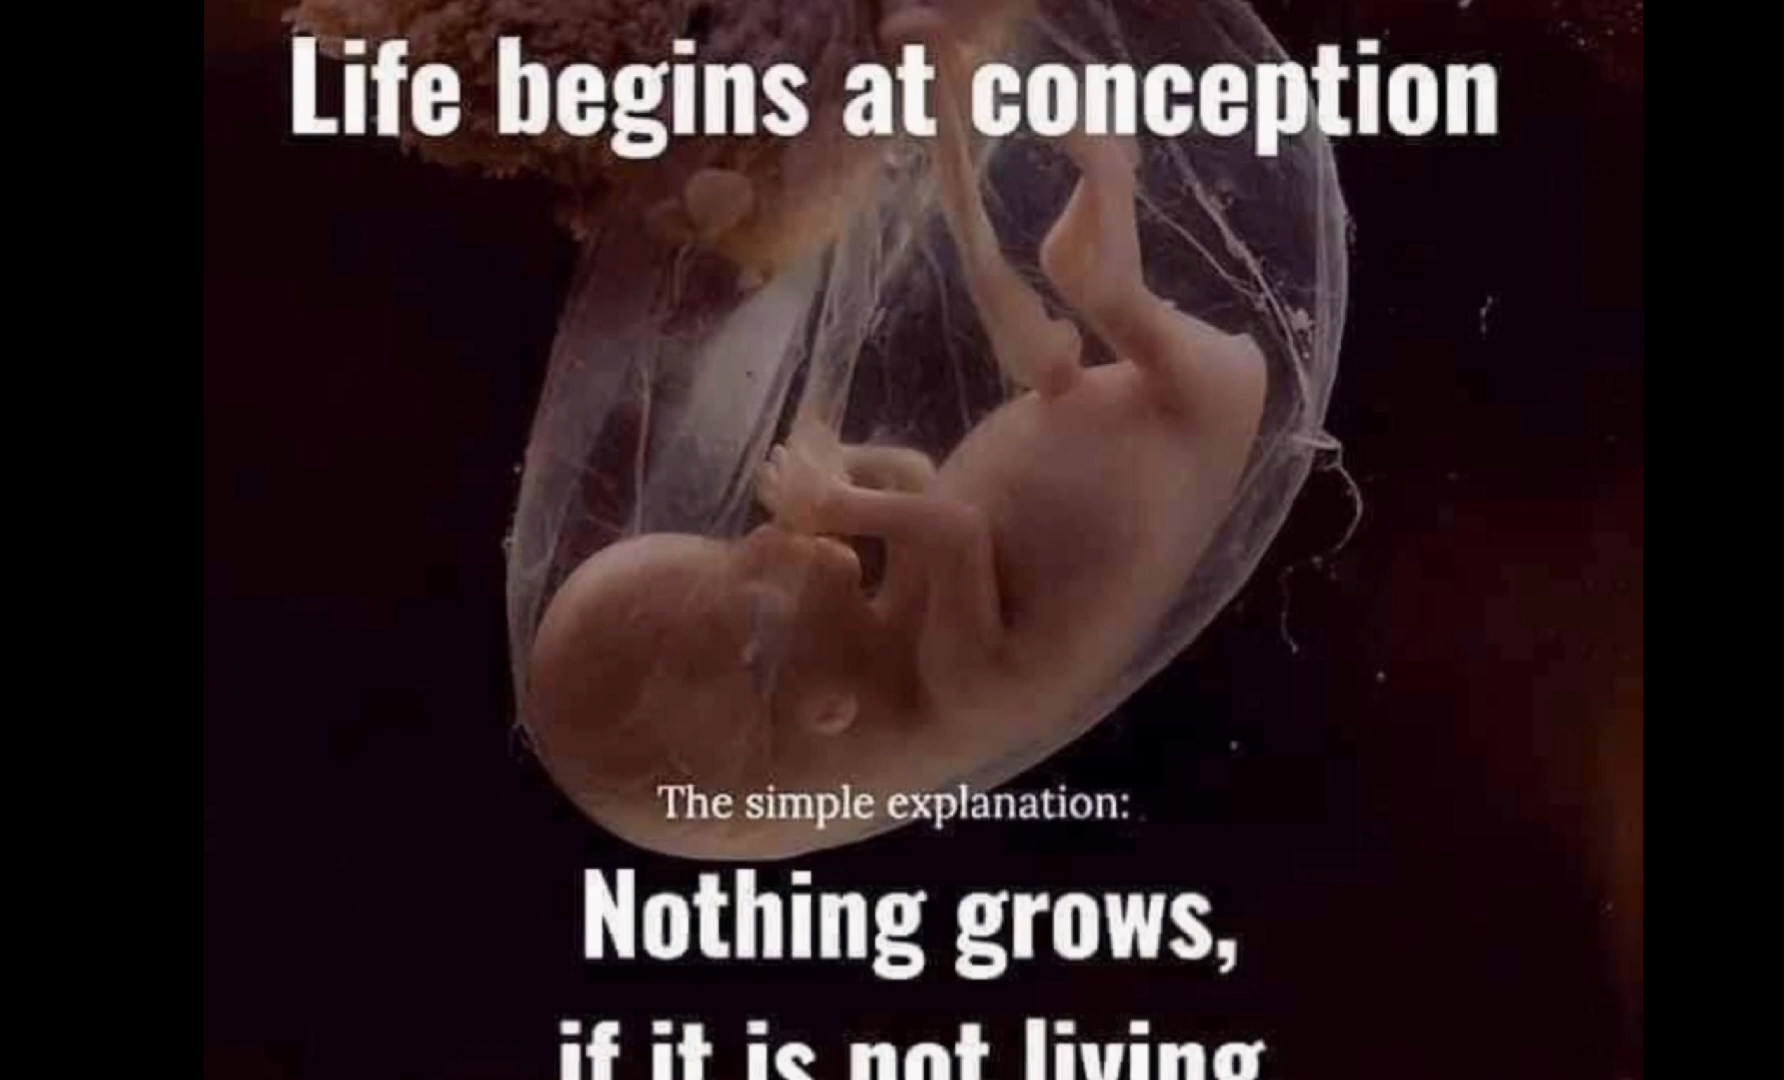 Life begins at conception
The simple explanation:
Nothing grows,
if it is not living